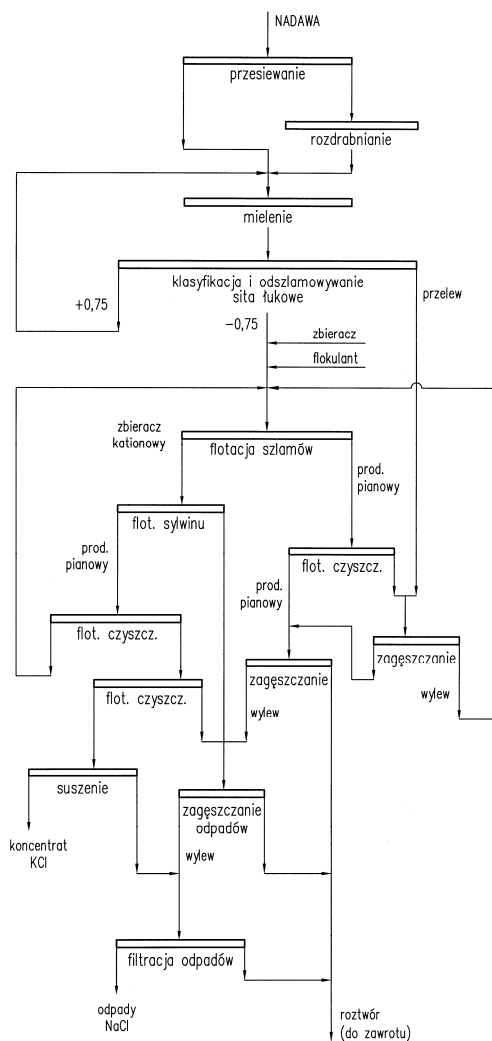 NADAWA
przesiewanie
rozdrabnianie
mielenie
klasyfikacja i odszlamowywanie
sita łukowe
+0,75
przelew
−0,75
zbieracz
flokulant
zbieracz
kationowy
flotacja szlamów
prod.
pianowy
flot. sylwinu
prod.
pianowy
flot. czyszcz.
prod.
pianowy
flot. czyszcz.
zagęszczanie
zagęszczanie
flot. czyszcz.
wylew
wylew
suszenie
zagęszczanie
odpadów
koncentrat
KCl
wylew
filtracja odpadów
odpady
NaCl
roztwór
(do zawrotu)